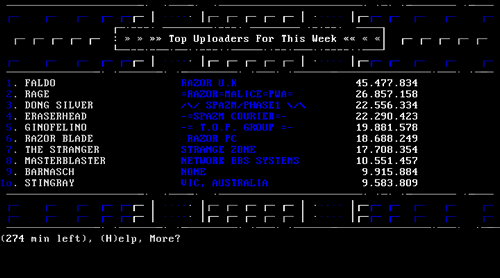 : » » »» Top Uploaders For This Week «« « « :
1. FALDO RAZOR U.K 45.477.834
2. RAGE =RAZOR=MALICE=PWA= 26.857.158
3. DONG SILVER /\/ SPAZM/PHASE1 \/\ 22.556.334
4. ERASERHEAD -=SPAZM COURIER=- 22.290.423
5. GINOFELINO -= T.O.P. GROUP =- 19.881.578
6. RAZOR BLADE RAZOR PC 18.688.249
7. THE STRANGER STRANGE ZONE 17.708.354
8. MASTERBLASTER NETWORK BBS SYSTEMS 10.551.457
9. BARNASCH NONE 9.915.884
10. STINGRAY VIC, AUSTRALIA 9.583.809
(274 min left), (H)elp, More?